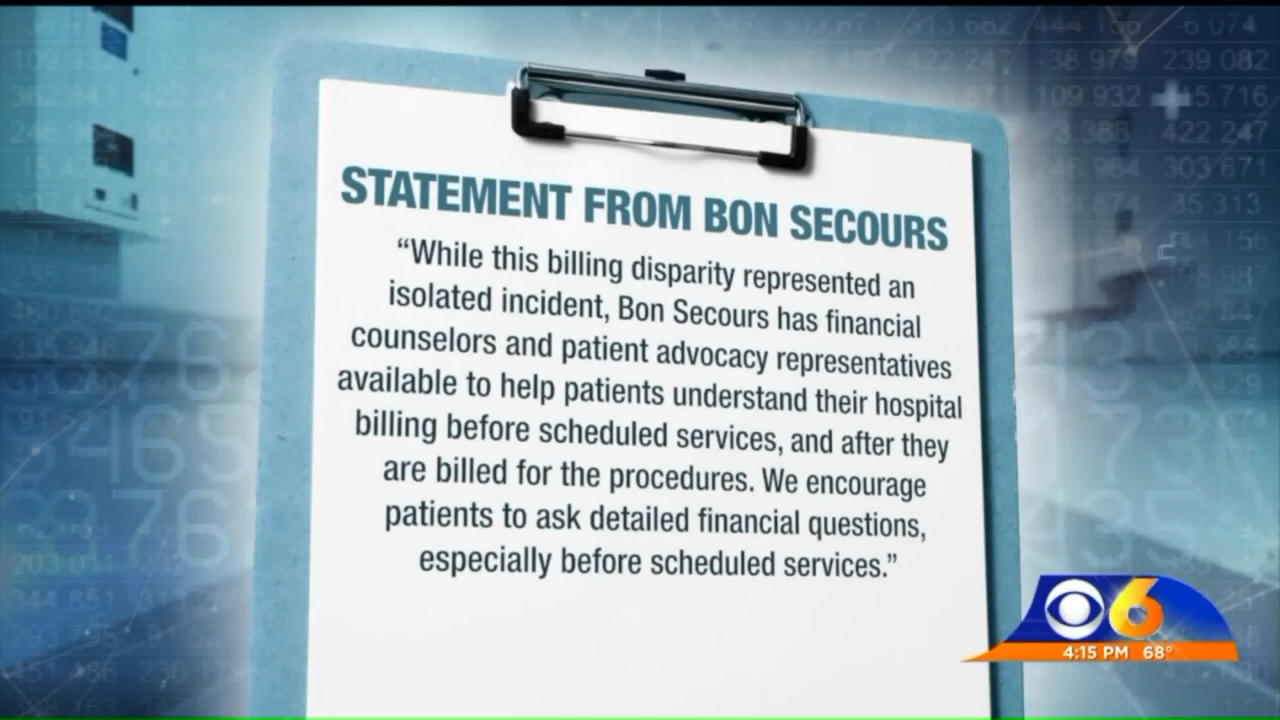 STATEMENT FROM BON SECOURS
“While this billing disparity represented an
isolated incident, Bon Secours has financial
counselors and patient advocacy representatives
available to help patients understand their hospital
billing before scheduled services, and after they
are billed for the procedures. We encourage
patients to ask detailed financial questions,
especially before scheduled services.”
6
4:15 PM 68°